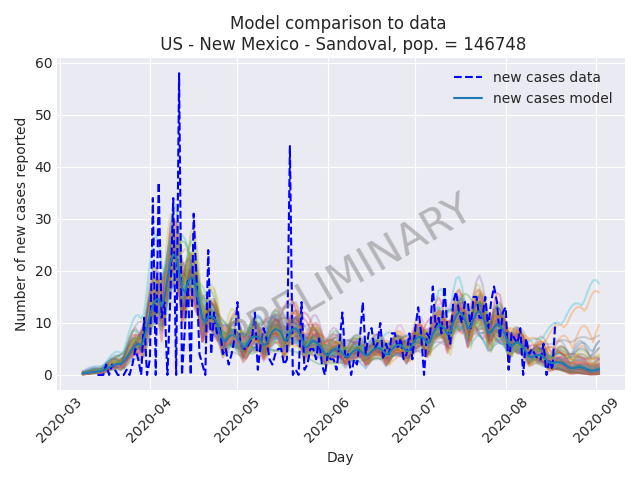 Model comparison to data
US - New Mexico - Sandoval, pop. = 146748
new cases data
new cases model
PRELIMINARY
Number of new cases reported
60
50
40
30
20
10
0
2020-03
2020-04
2020-05
2020-06
2020-07
2020-08
2020-09
Day